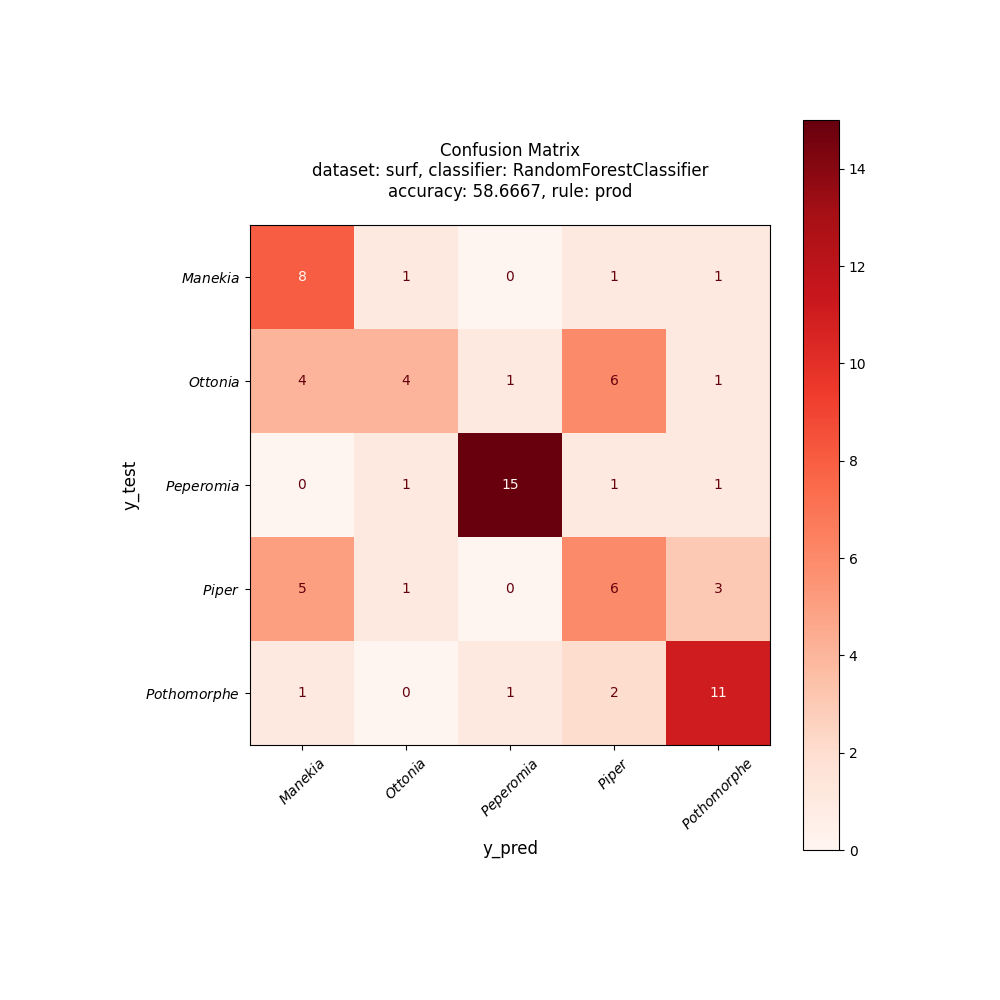 Confusion Matrix
dataset: surf, classifier: RandomForestClassifier
accuracy: 58.6667, rule: prod
y_test
Manekia 8 1 0 1 1
Ottonia 4 4 1 6 1
Peperomia 0 1 15 1 1
Piper 5 1 0 6 3
Pothomorphe 1 0 1 2 11
Manekia Ottonia Peperomia Piper Pothomorphe
y_pred
14
12
10
8
6
4
2
0